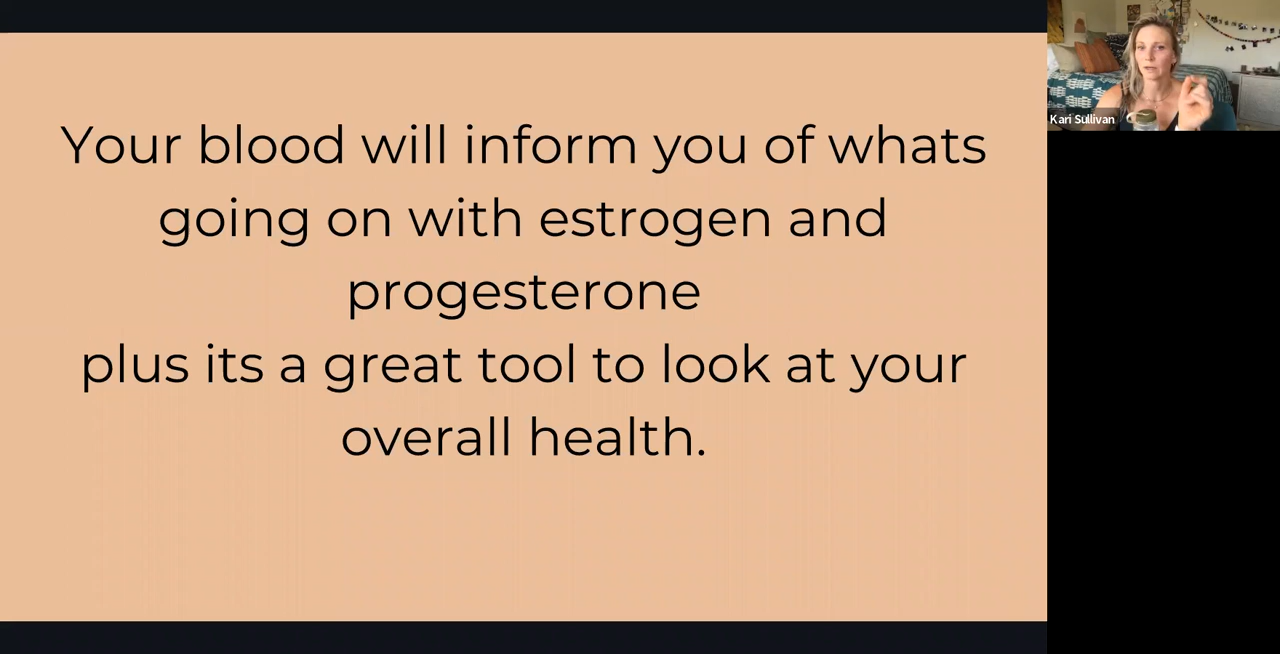 Your blood will inform you of whats
going on with estrogen and
progesterone
plus its a great tool to look at your
overall health.
Kari Sullivan